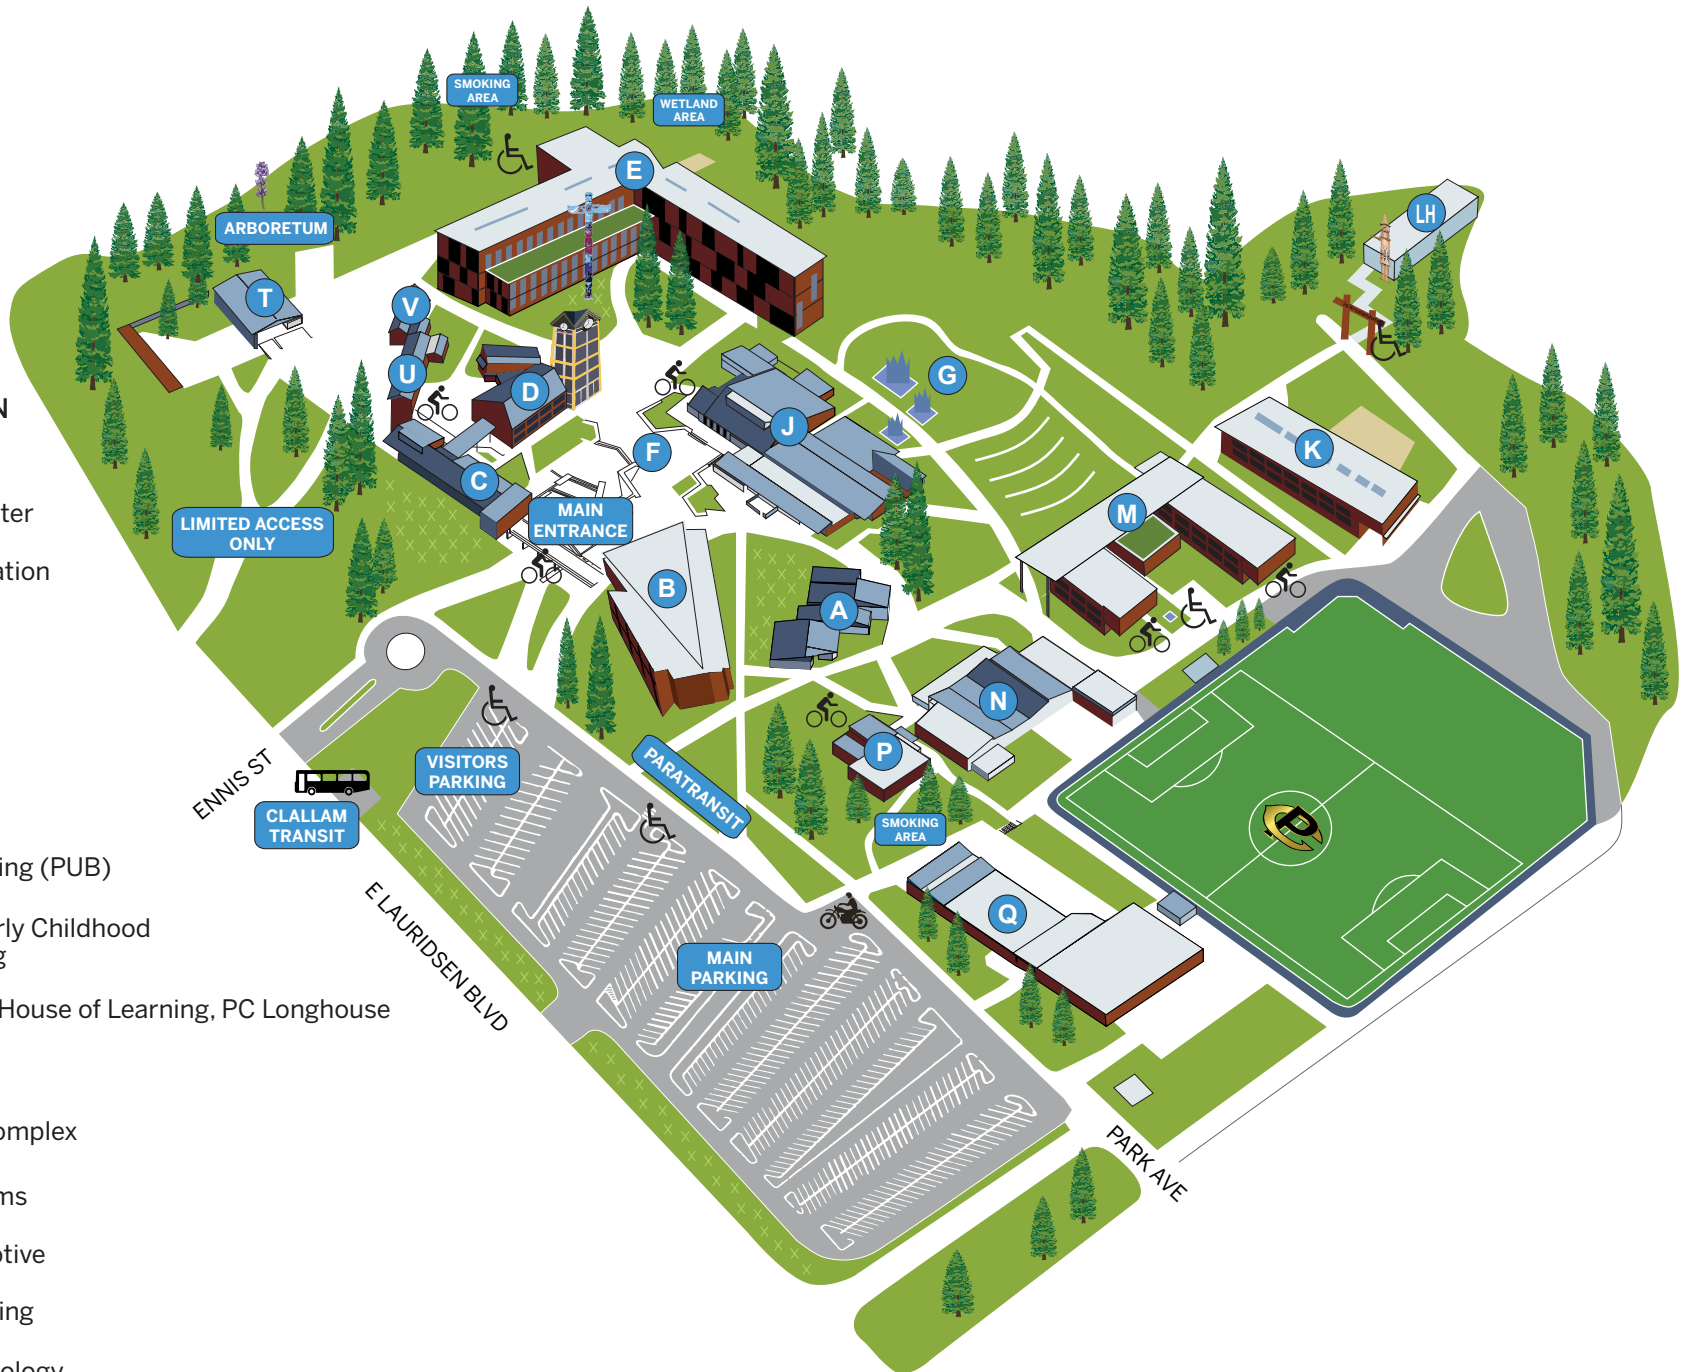 SMOKING
AREA
WETLAND
AREA
E
LH
ARBORETUM
T
V
U
D
G
J
N
F
K
C
ter
LIMITED ACCESS
ONLY
MAIN
ENTRANCE
M
ation
B
A
N
P
ENNIS ST
VISITORS
PARKING
PARATRANSIT
CLALLAM
TRANSIT
SMOKING
AREA
P
ing (PUB)
E LAURIDSEN BLVD
Q
rly Childhood
g
MAIN
PARKING
House of Learning, PC Longhouse
omplex
PARK AVE
ms
otive
ing
ology